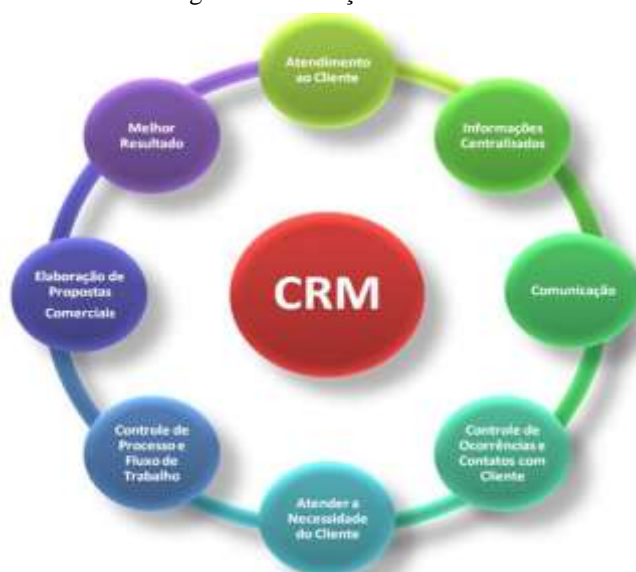 Atendimento
ao Cliente
Informações
Centralizadas
Comunicação
Controle de
Ocorrências e
Contatos com
Cliente
Atender a
Necessidade
do Cliente
Controle de
Processo e
Fluxo de
Trabalho
Elaboração de
Propostas
Comerciais
Melhor
Resultado
CRM